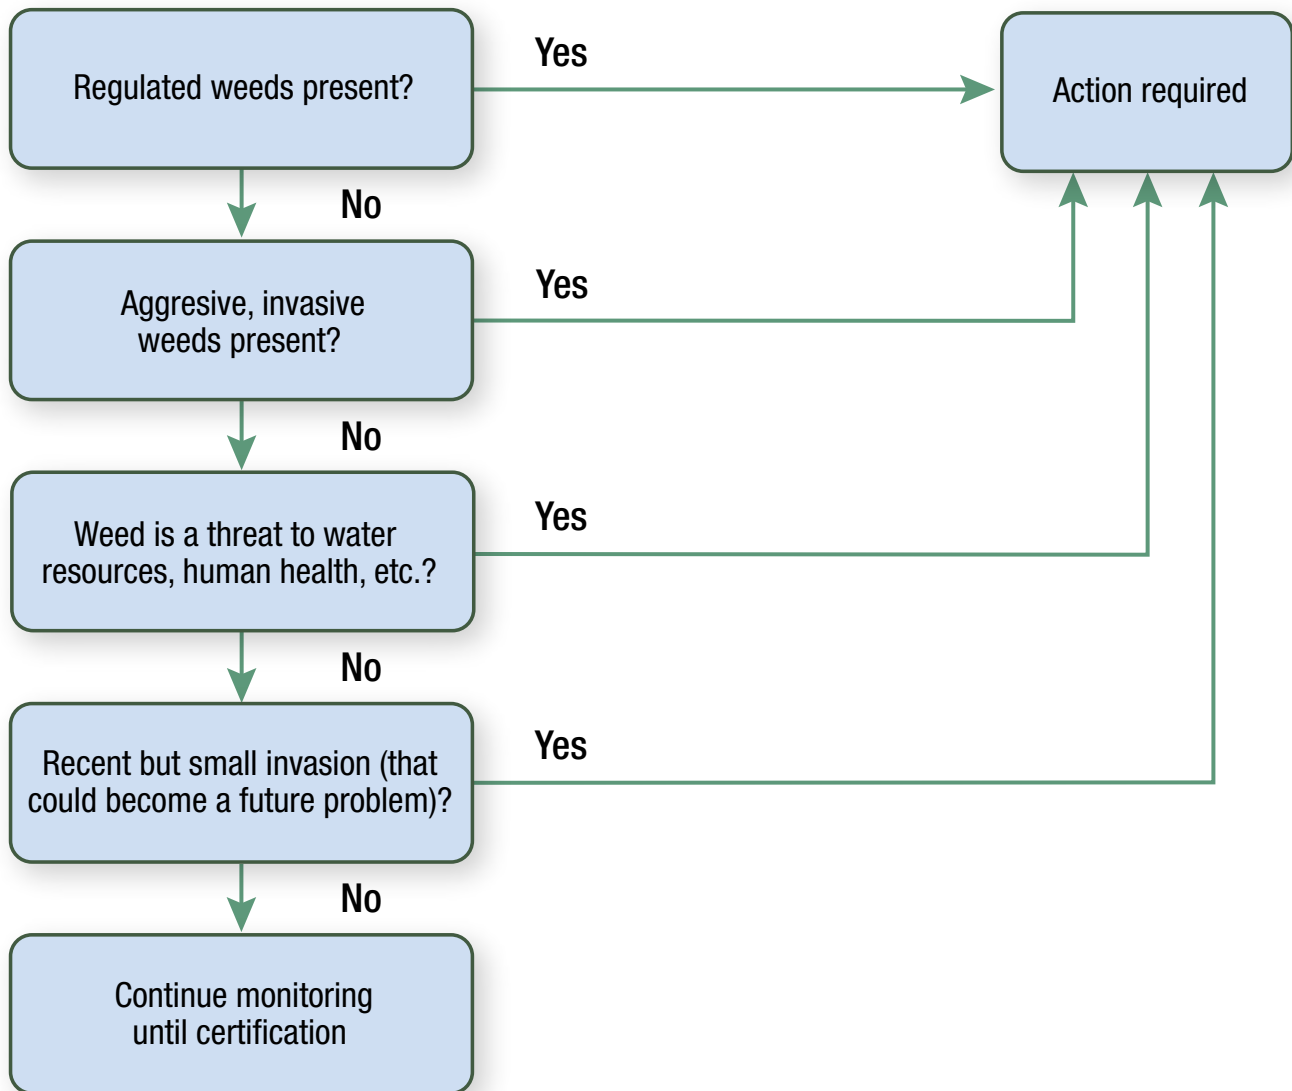 Regulated weeds present?
Yes
Action required
No
Aggresive, invasive
weeds present?
Yes
No
Weed is a threat to water
resources, human health, etc.?
Yes
No
Recent but small invasion (that
could become a future problem)?
Yes
No
Continue monitoring
until certification